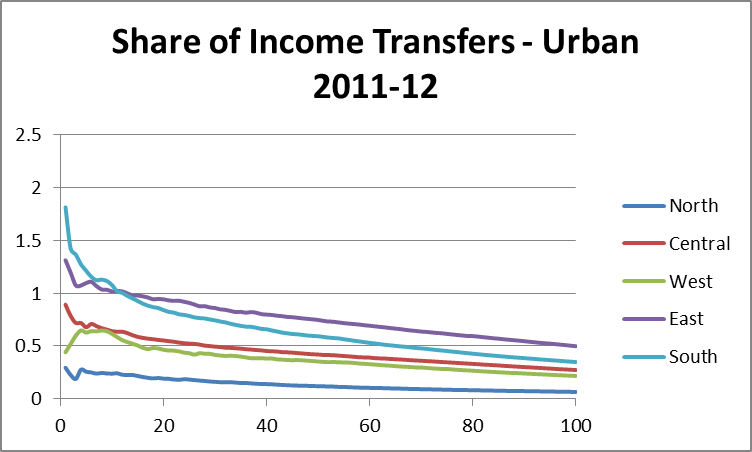 Share of Income Transfers - Urban
2011-12
2.5
2
1.5
1
0.5
0
0 20 40 60 80 100
North
Central
West
East
South